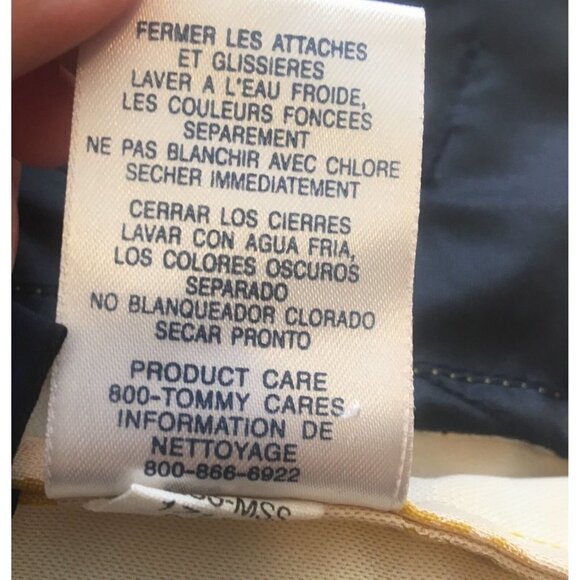 FERMER LES ATTACHES
ET GLISSIERES
LAVER A L'EAU FROIDE,
LES COULEURS FONCEES
SEPAREMENT
NE PAS BLANCHIR AVEC CHLORE
SECHER IMMEDIATEMENT
CERRAR LOS CIERRES
LAVAR CON AGUA FRIA,
LOS COLORES OSCUROS
SEPARADO
NO BLANQUEADOR CLORADO
SECAR PRONTO
PRODUCT CARE
800-TOMMY CARES
INFORMATION DE
NETTOYAGE
800-866-6922